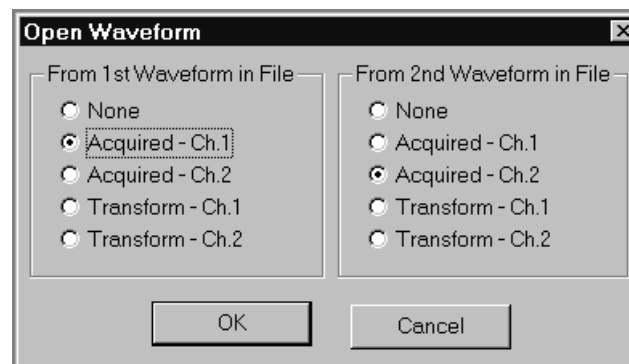 Open Waveform
From 1st Waveform in File
None
Acquired - Ch.1
Acquired - Ch.2
Transform - Ch.1
Transform - Ch.2
From 2nd Waveform in File
None
Acquired - Ch.1
Acquired - Ch.2
Transform - Ch.1
Transform - Ch.2
OK
Cancel